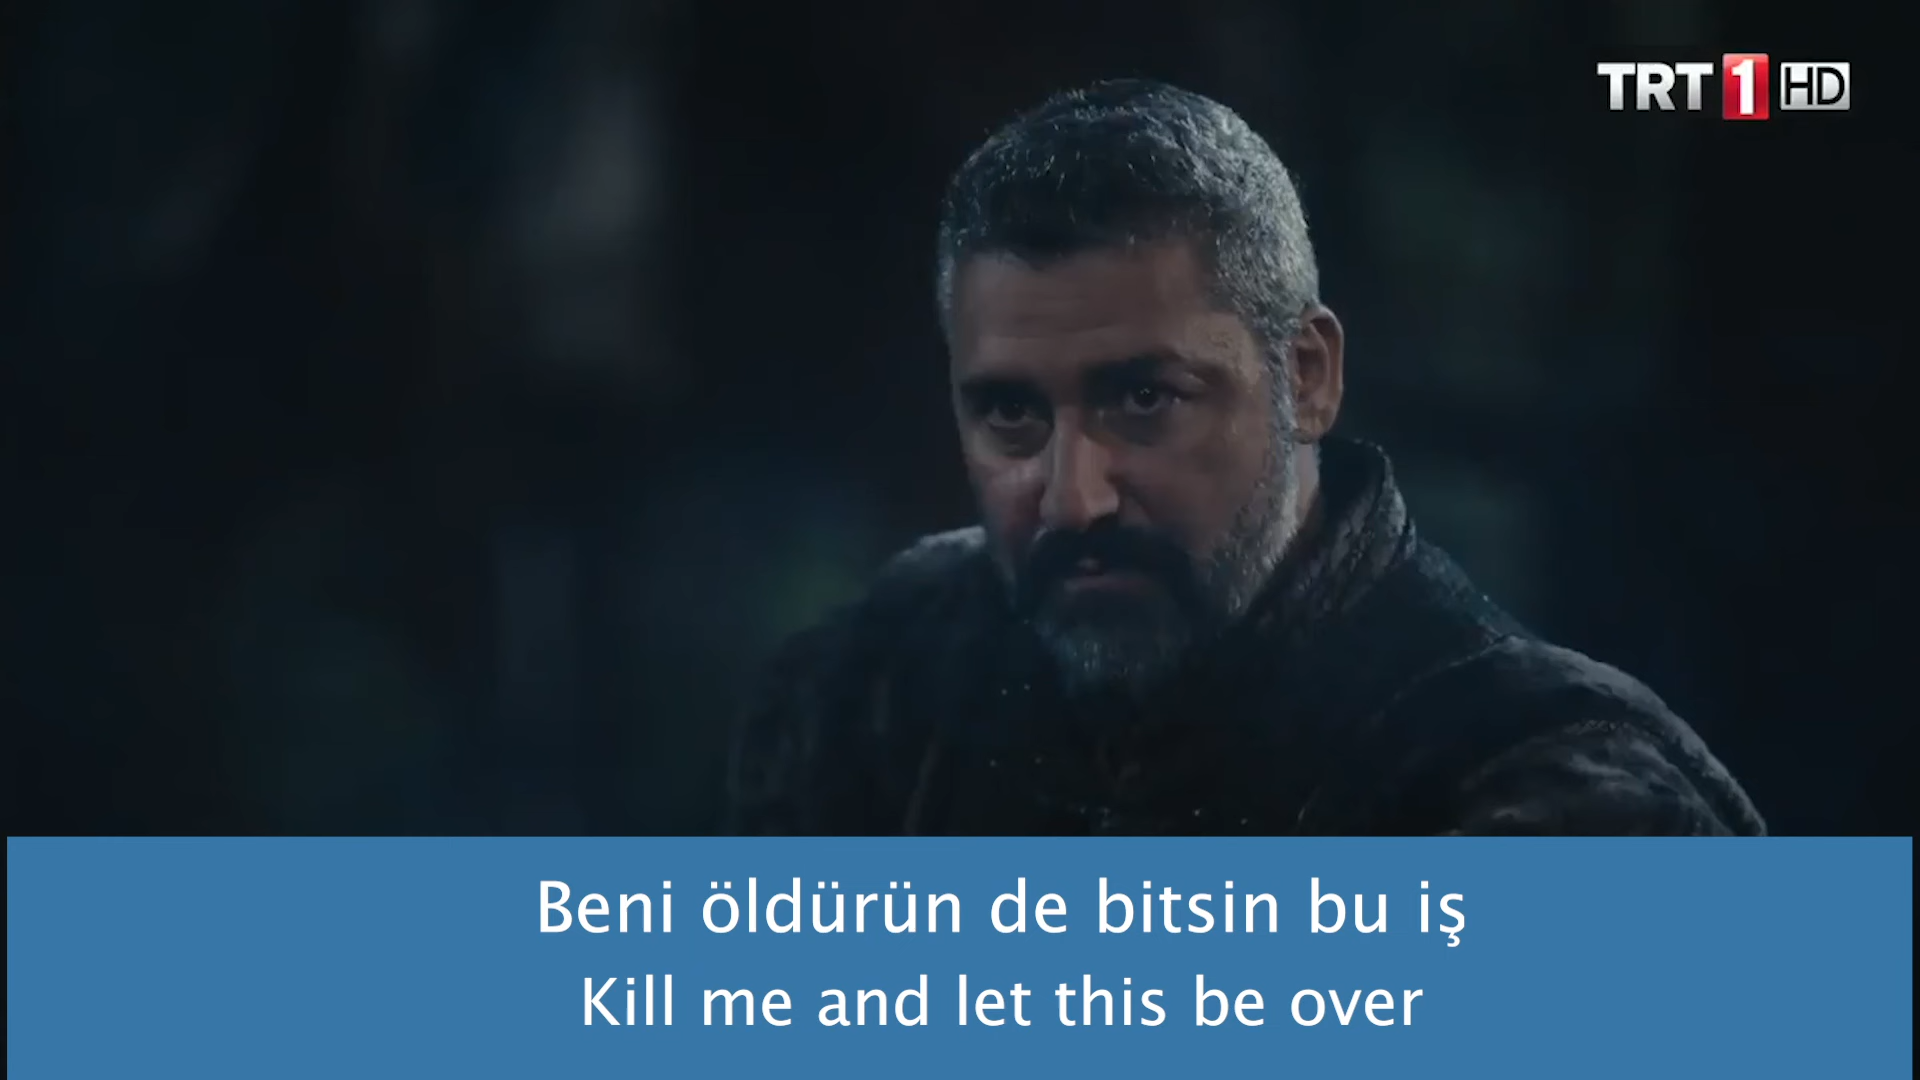 TRT 1 HD
Beni öldürün de bitsin bu iş
Kill me and let this be over